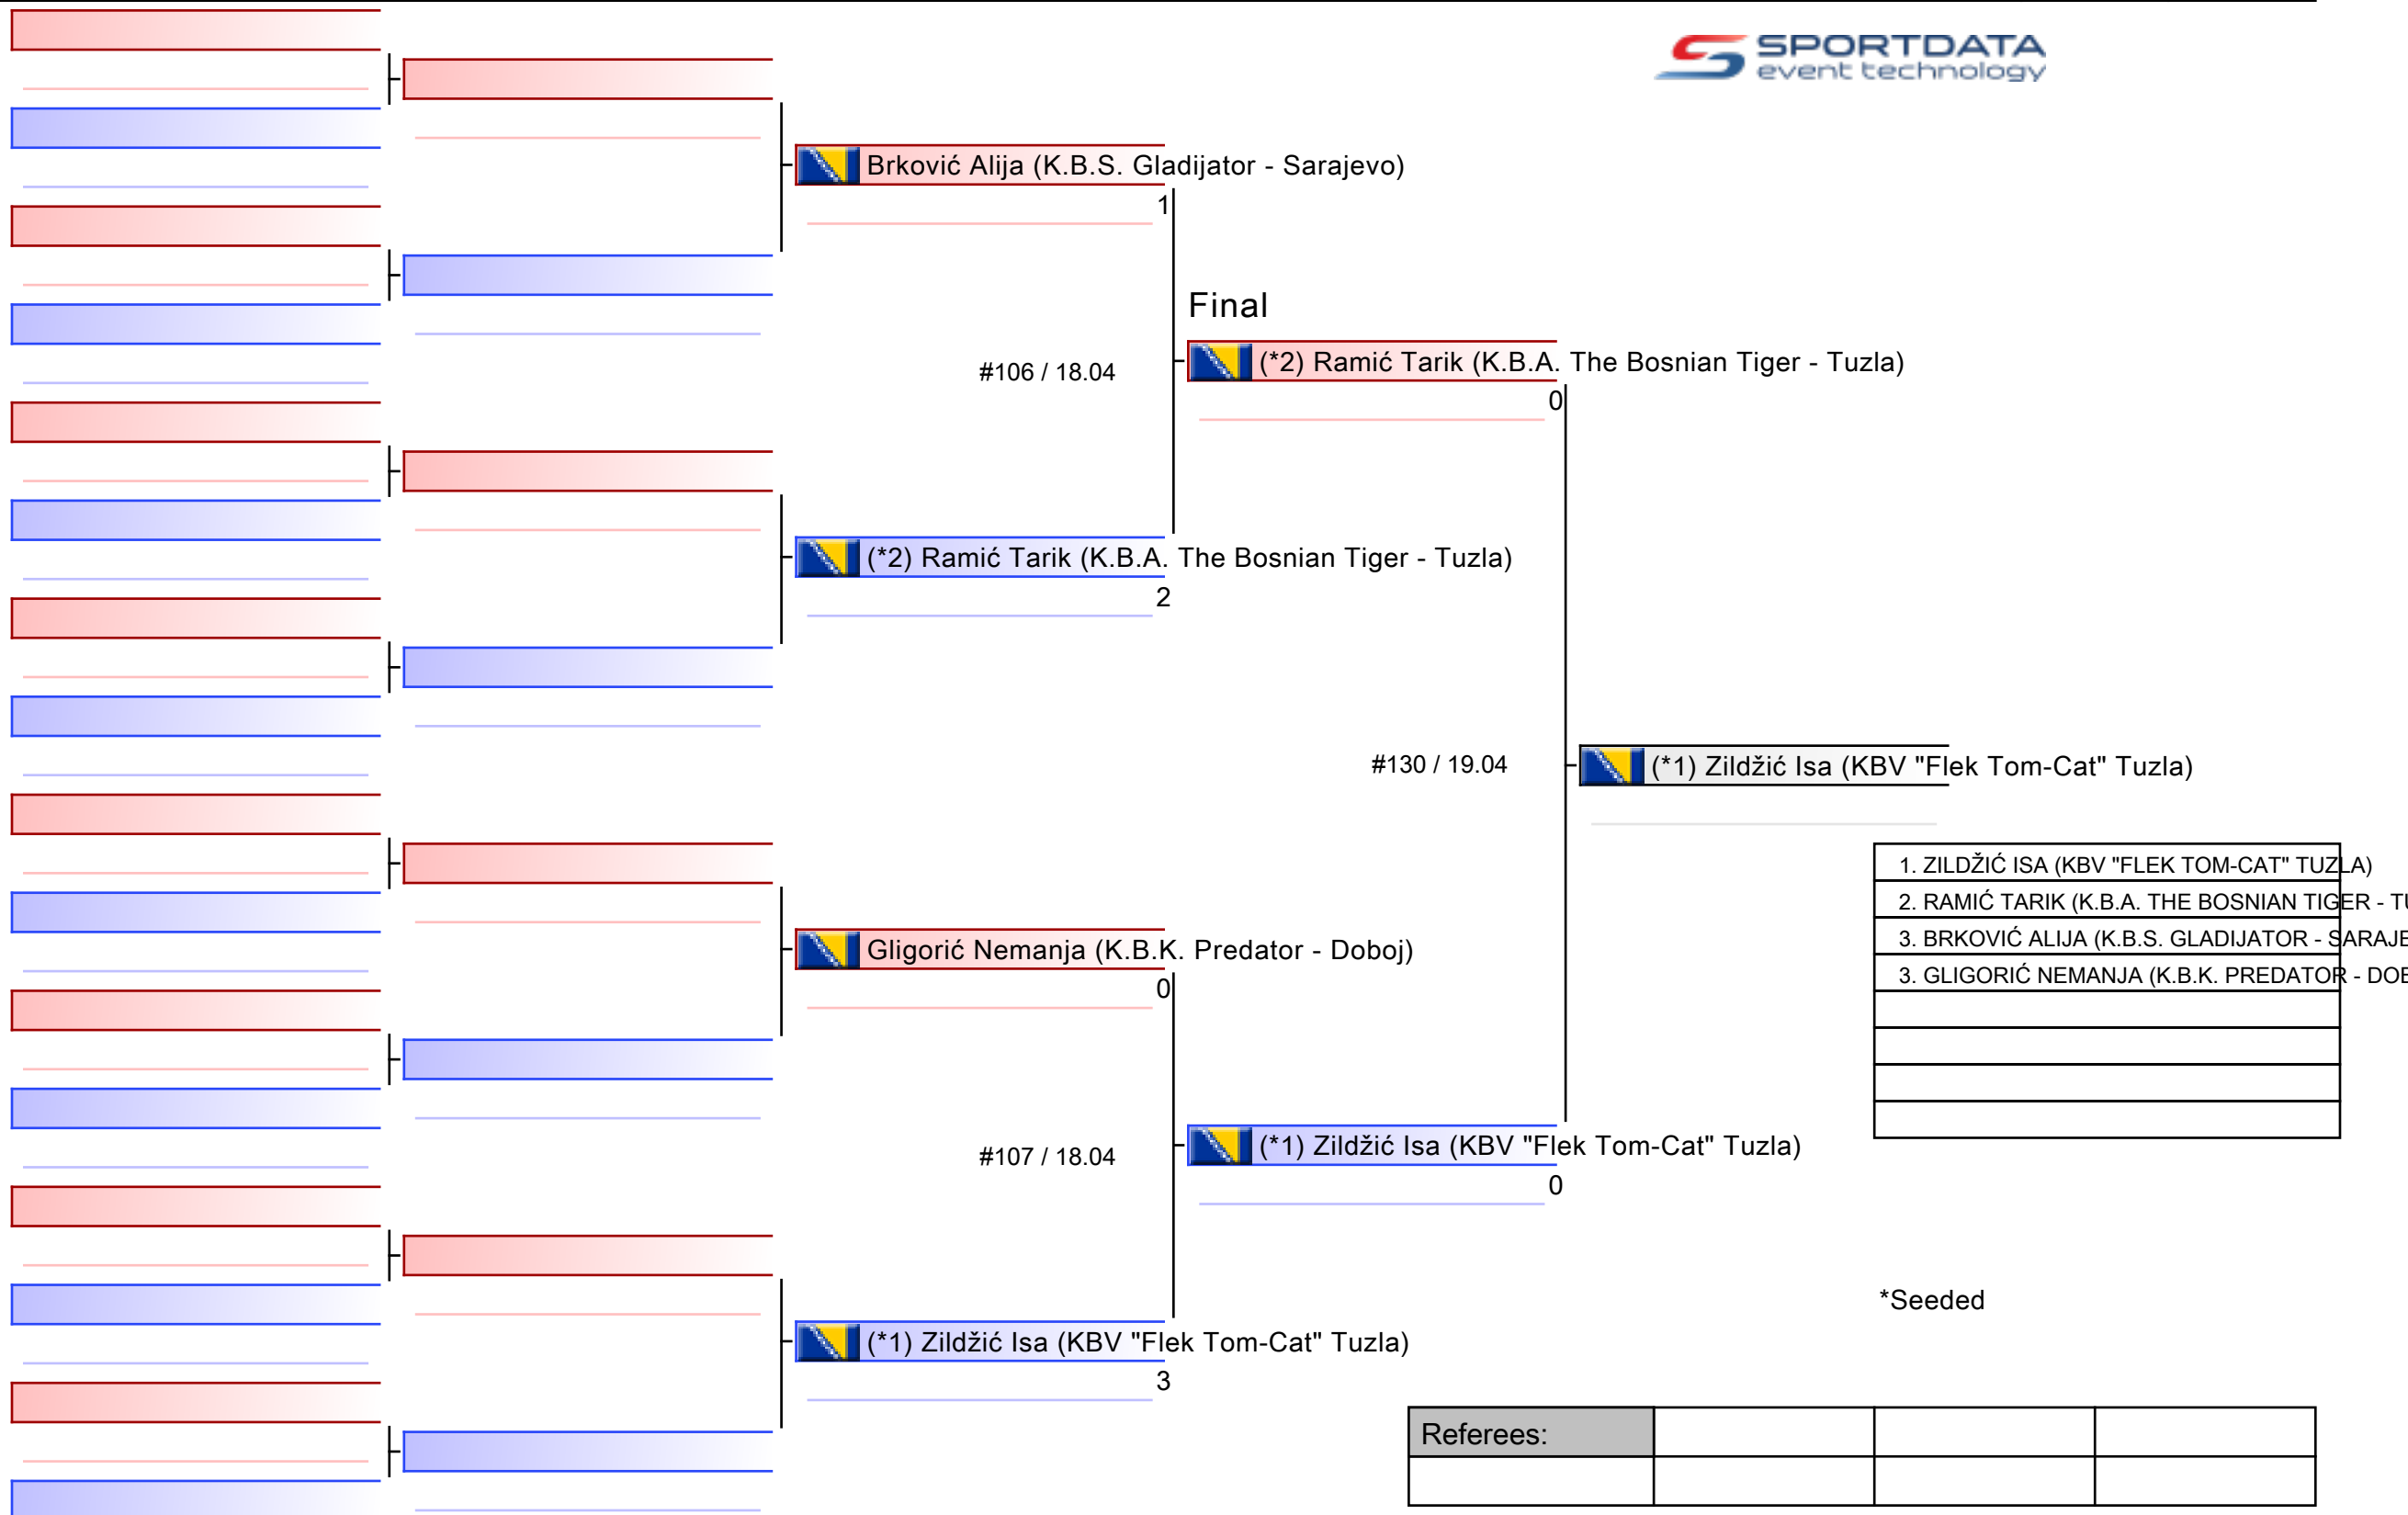 SPORTDATA
event technology
Brković Alija (K.B.S. Gladijator - Sarajevo)
1
Final
#106 / 18.04
(*2) Ramić Tarik (K.B.A. The Bosnian Tiger - Tuzla)
0
(*2) Ramić Tarik (K.B.A. The Bosnian Tiger - Tuzla)
2
#130 / 19.04
(*1) Zildžić Isa (KBV "Flek Tom-Cat" Tuzla)
1. ZILDŽIĆ ISA (KBV "FLEK TOM-CAT" TUZLA)
2. RAMIĆ TARIK (K.B.A. THE BOSNIAN TIGER - TU
3. BRKOVIĆ ALIJA (K.B.S. GLADIJATOR - SARAJE
3. GLIGORIĆ NEMANJA (K.B.K. PREDATOR - DOB
Gligorić Nemanja (K.B.K. Predator - Doboj)
0
#107 / 18.04
(*1) Zildžić Isa (KBV "Flek Tom-Cat" Tuzla)
0
*Seeded
(*1) Zildžić Isa (KBV "Flek Tom-Cat" Tuzla)
3
Referees: